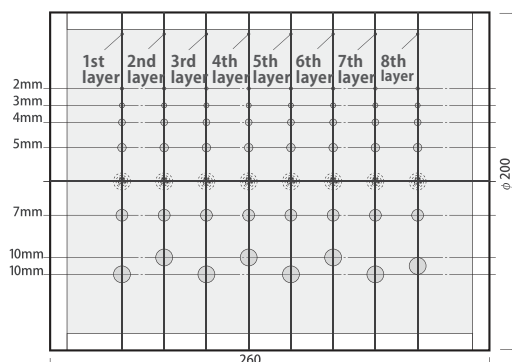 1st 2nd 3rd 4th 5th 6th 7th 8th
layer layer layer layer layer layer layer layer
2mm
3mm
4mm
5mm
7mm
10mm
10mm
φ 200
260